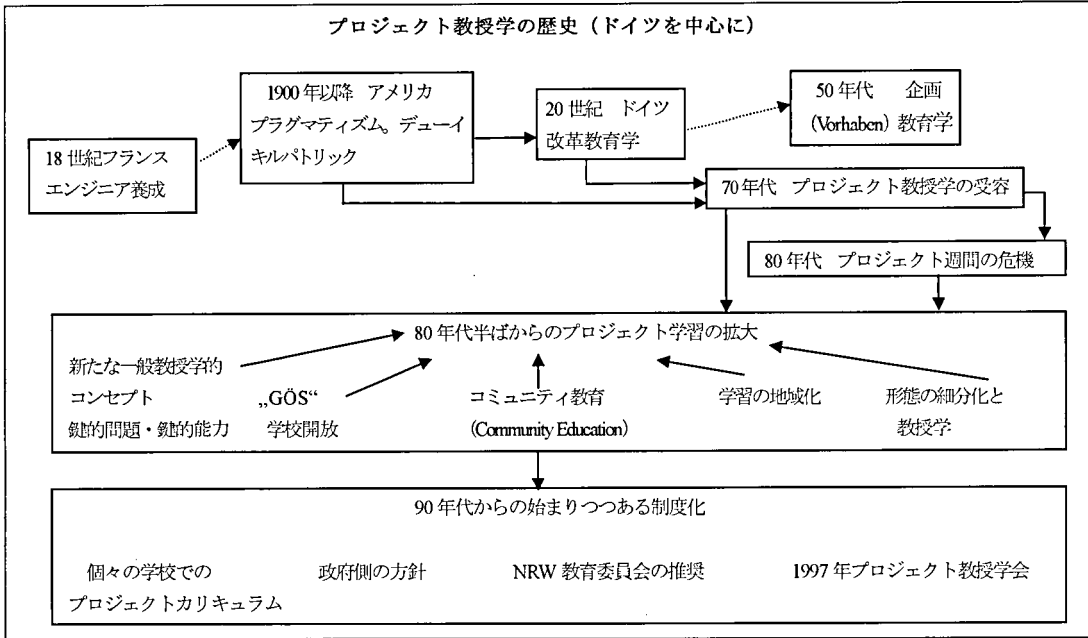 プロジェクト教授学の歴史（ドイツを中心に）
18世紀フランス
エンジニア養成
1900年以降 アメリカ
プラグマティズム。デューイ
キルパトリック
20世紀 ドイツ
改革教育学
50年代 企画
(Vorhaben) 教育学
70年代 プロジェクト教授学の受容
80年代 プロジェクト週間の危機
80年代半ばからのプロジェクト学習の拡大
新たな一般教授学的
コンセプト
鍵的問題・鍵的能力
„GÖS“
学校開放
コミュニティ教育
(Community Education)
学習の地域化
形態の細分化と
教授学
90年代からの始まりつつある制度化
個々の学校での
プロジェクトカリキュラム
政府側の方針
NRW教育委員会の推奨
1997年プロジェクト教授学会